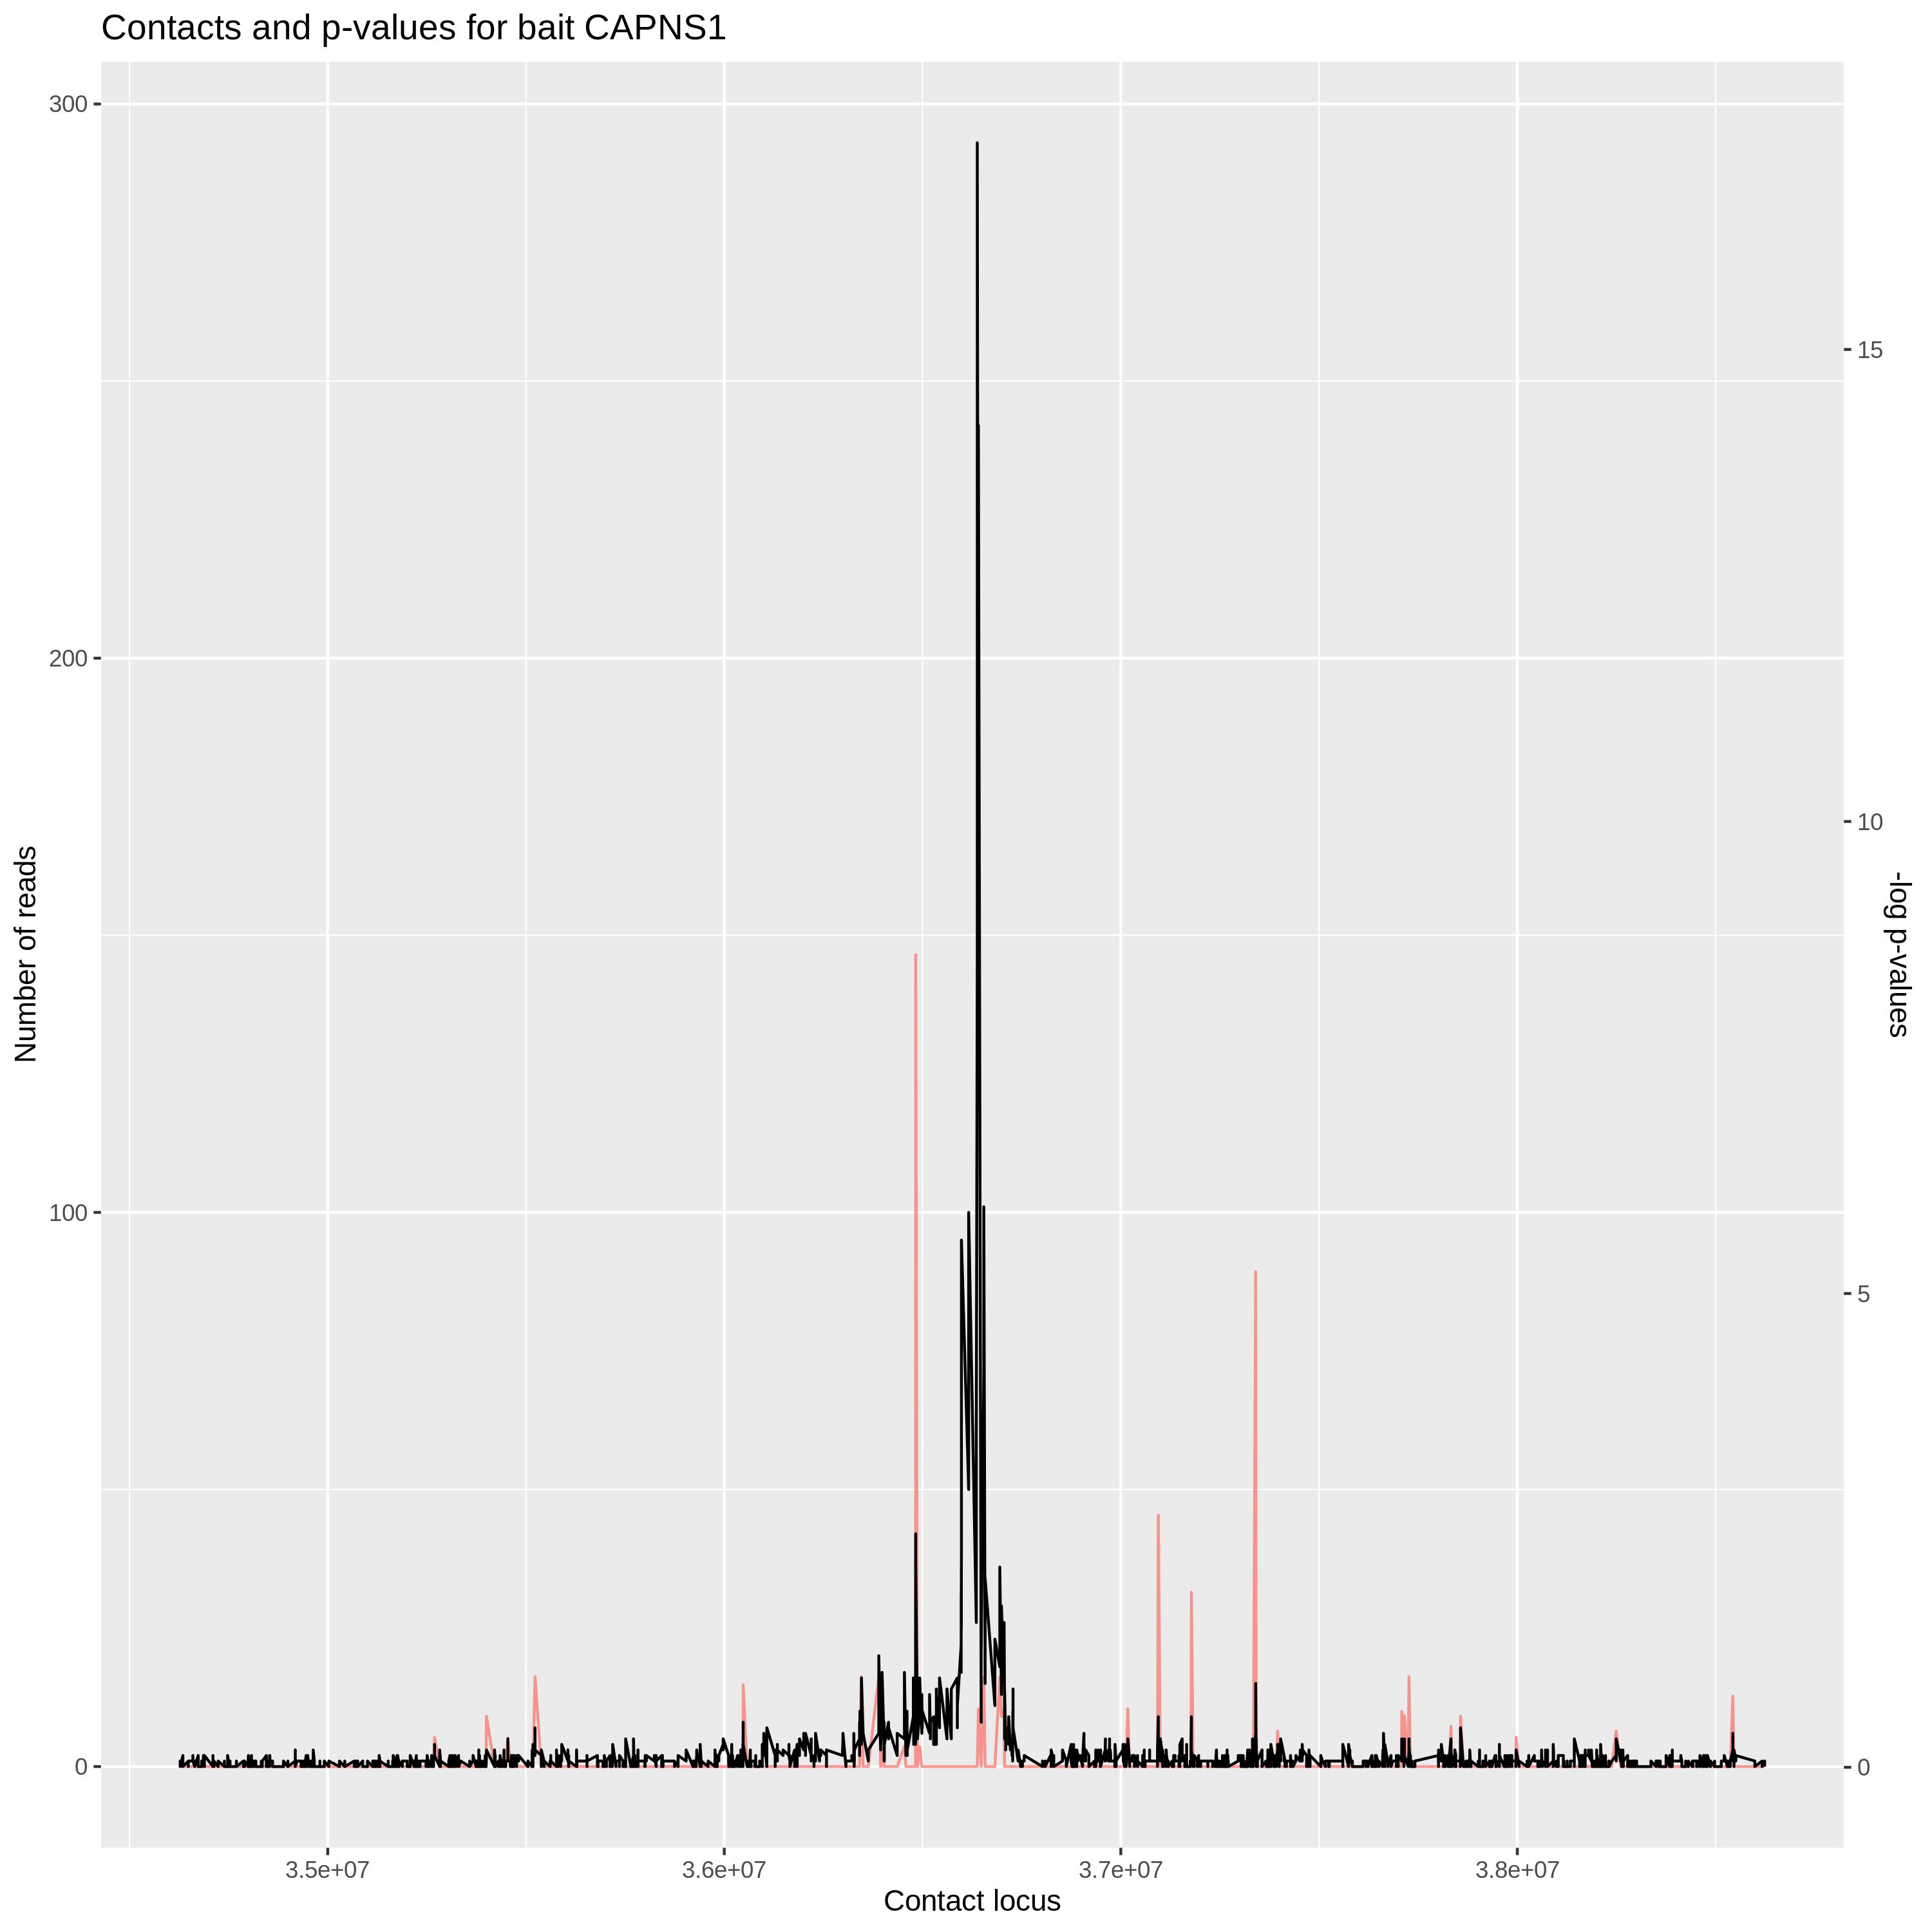 Contacts and p-values for bait CAPNS1
300
200
100
0
Number of reads
15
10
5
0
-log p-values
3.5e+07
3.6e+07
3.7e+07
3.8e+07
Contact locus